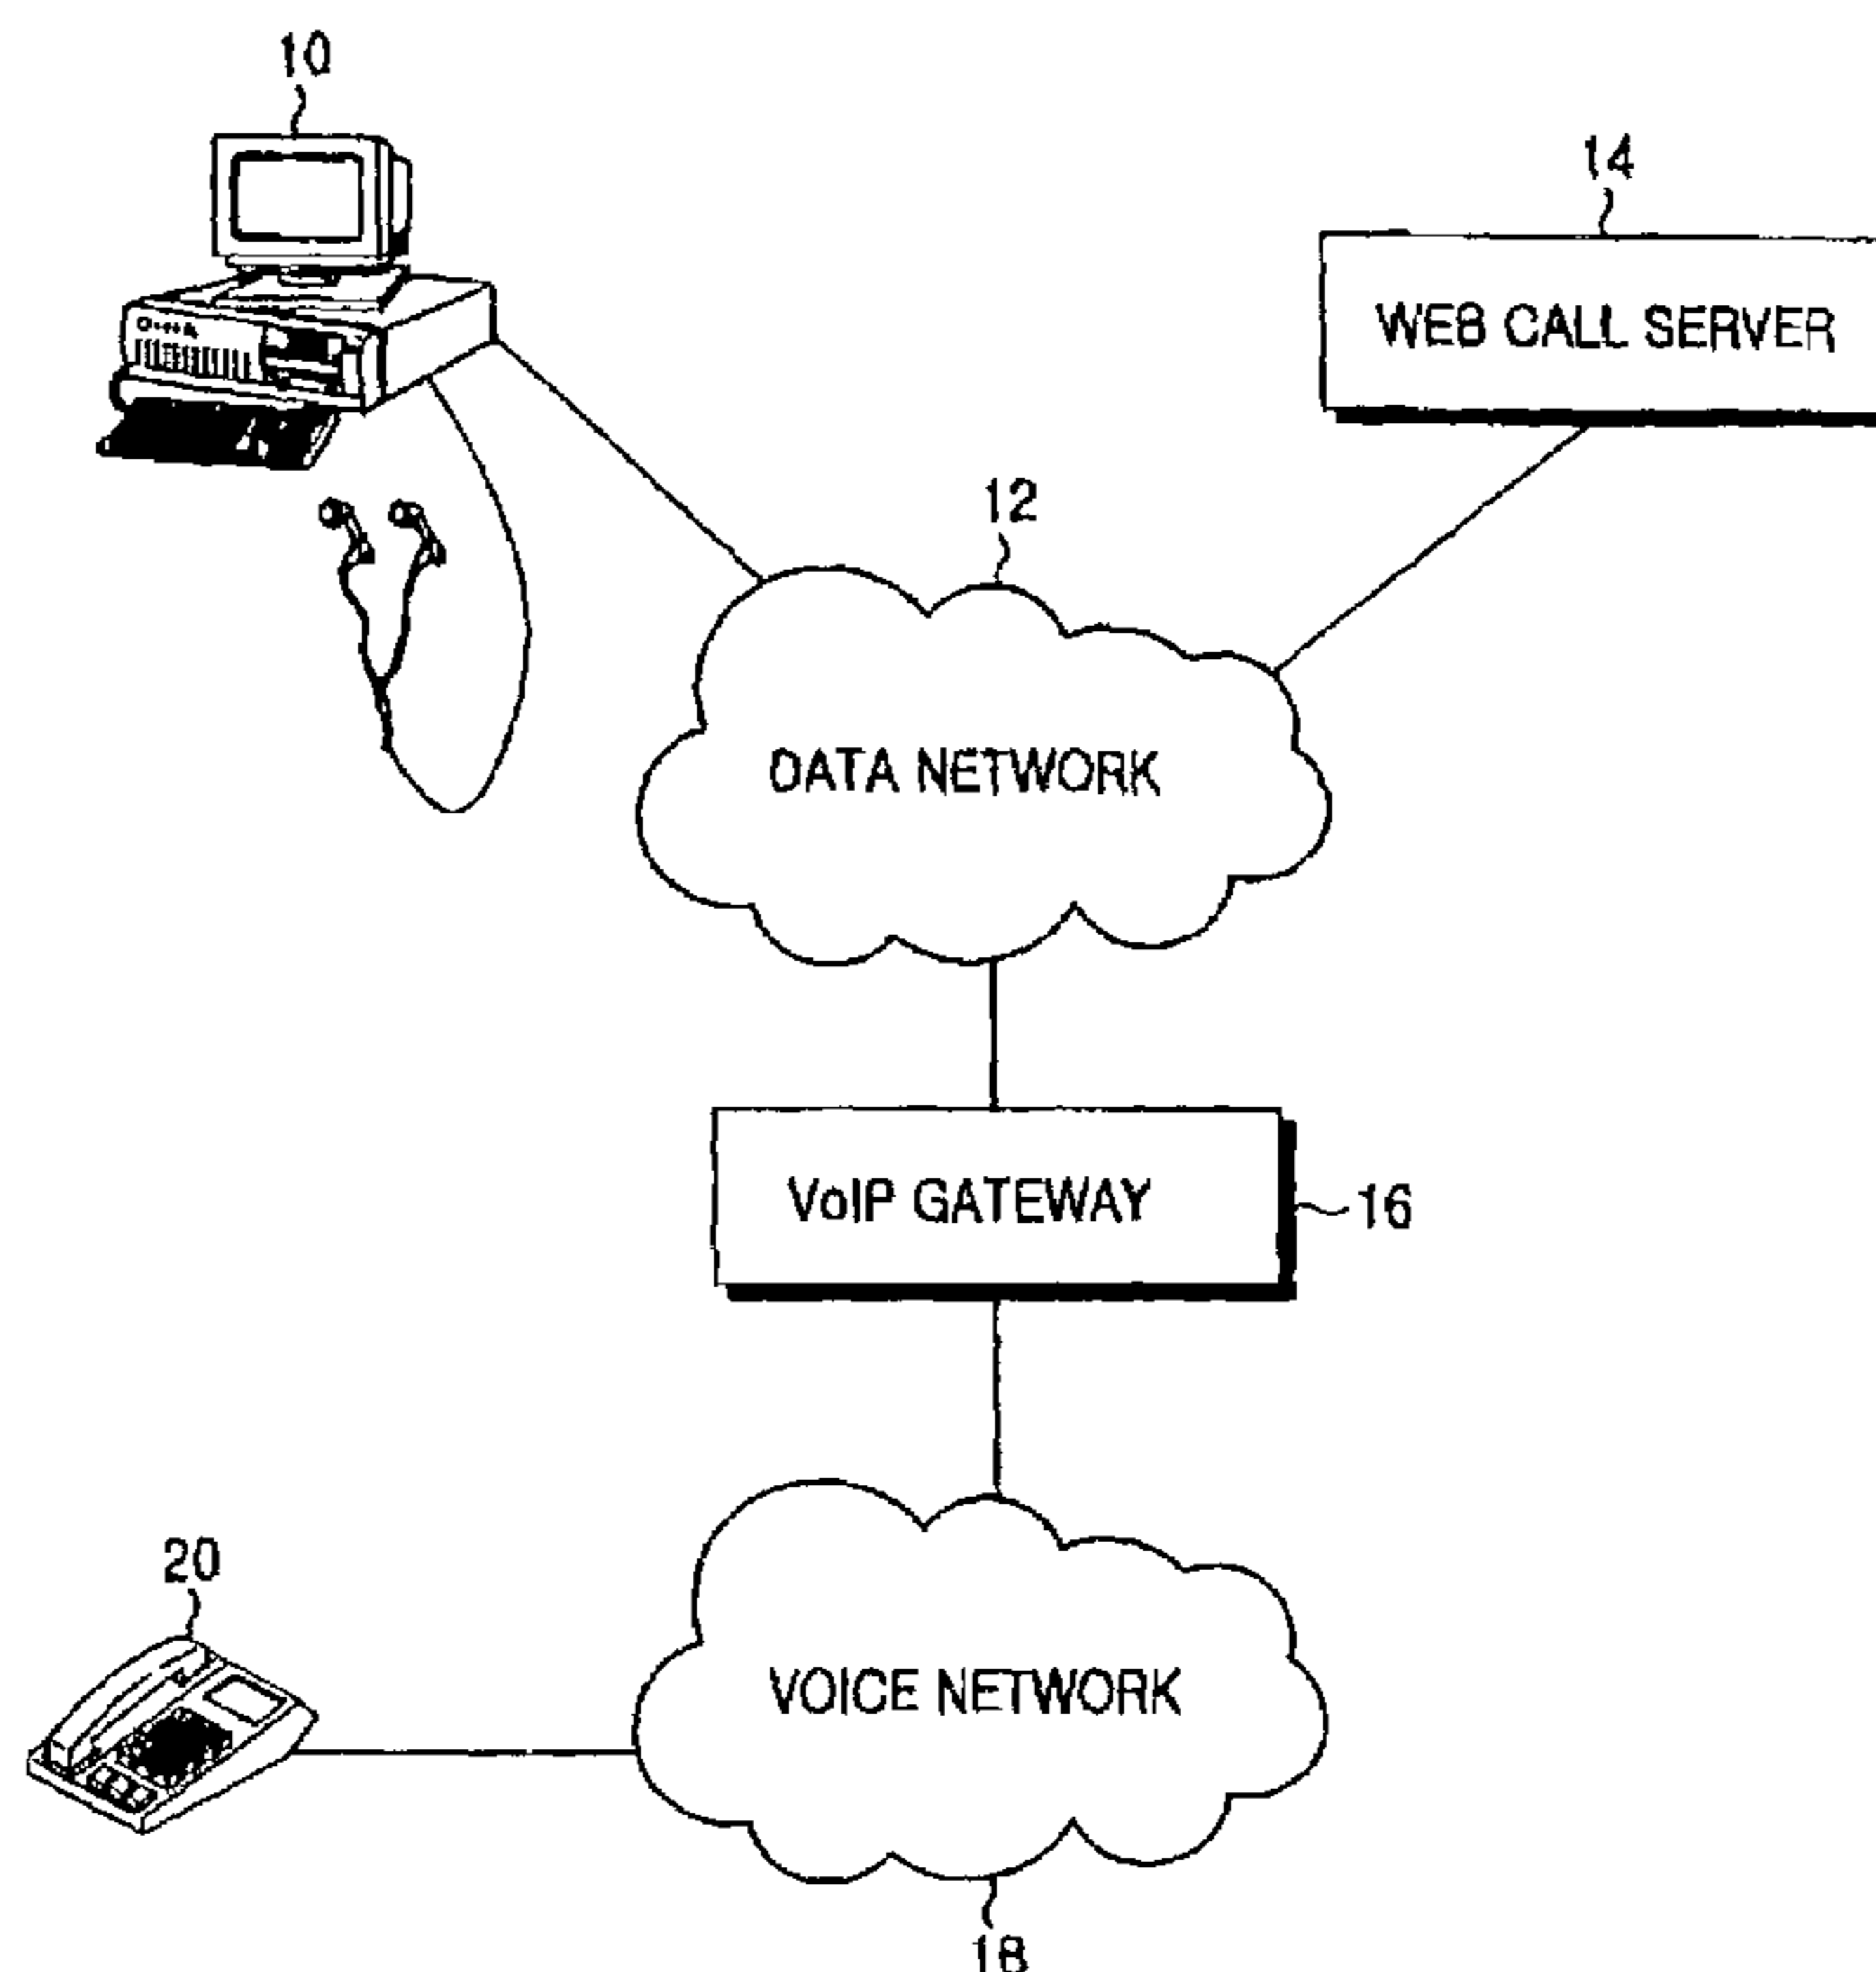 10
14
WEB CALL SERVER
12
DATA NETWORK
VoIP GATEWAY
16
20
VOICE NETWORK
18